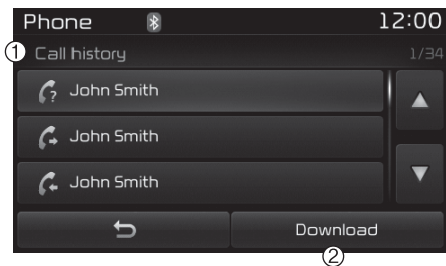 Phone 12:00
① Call history 1/34
John Smith
John Smith
John Smith
Download
②